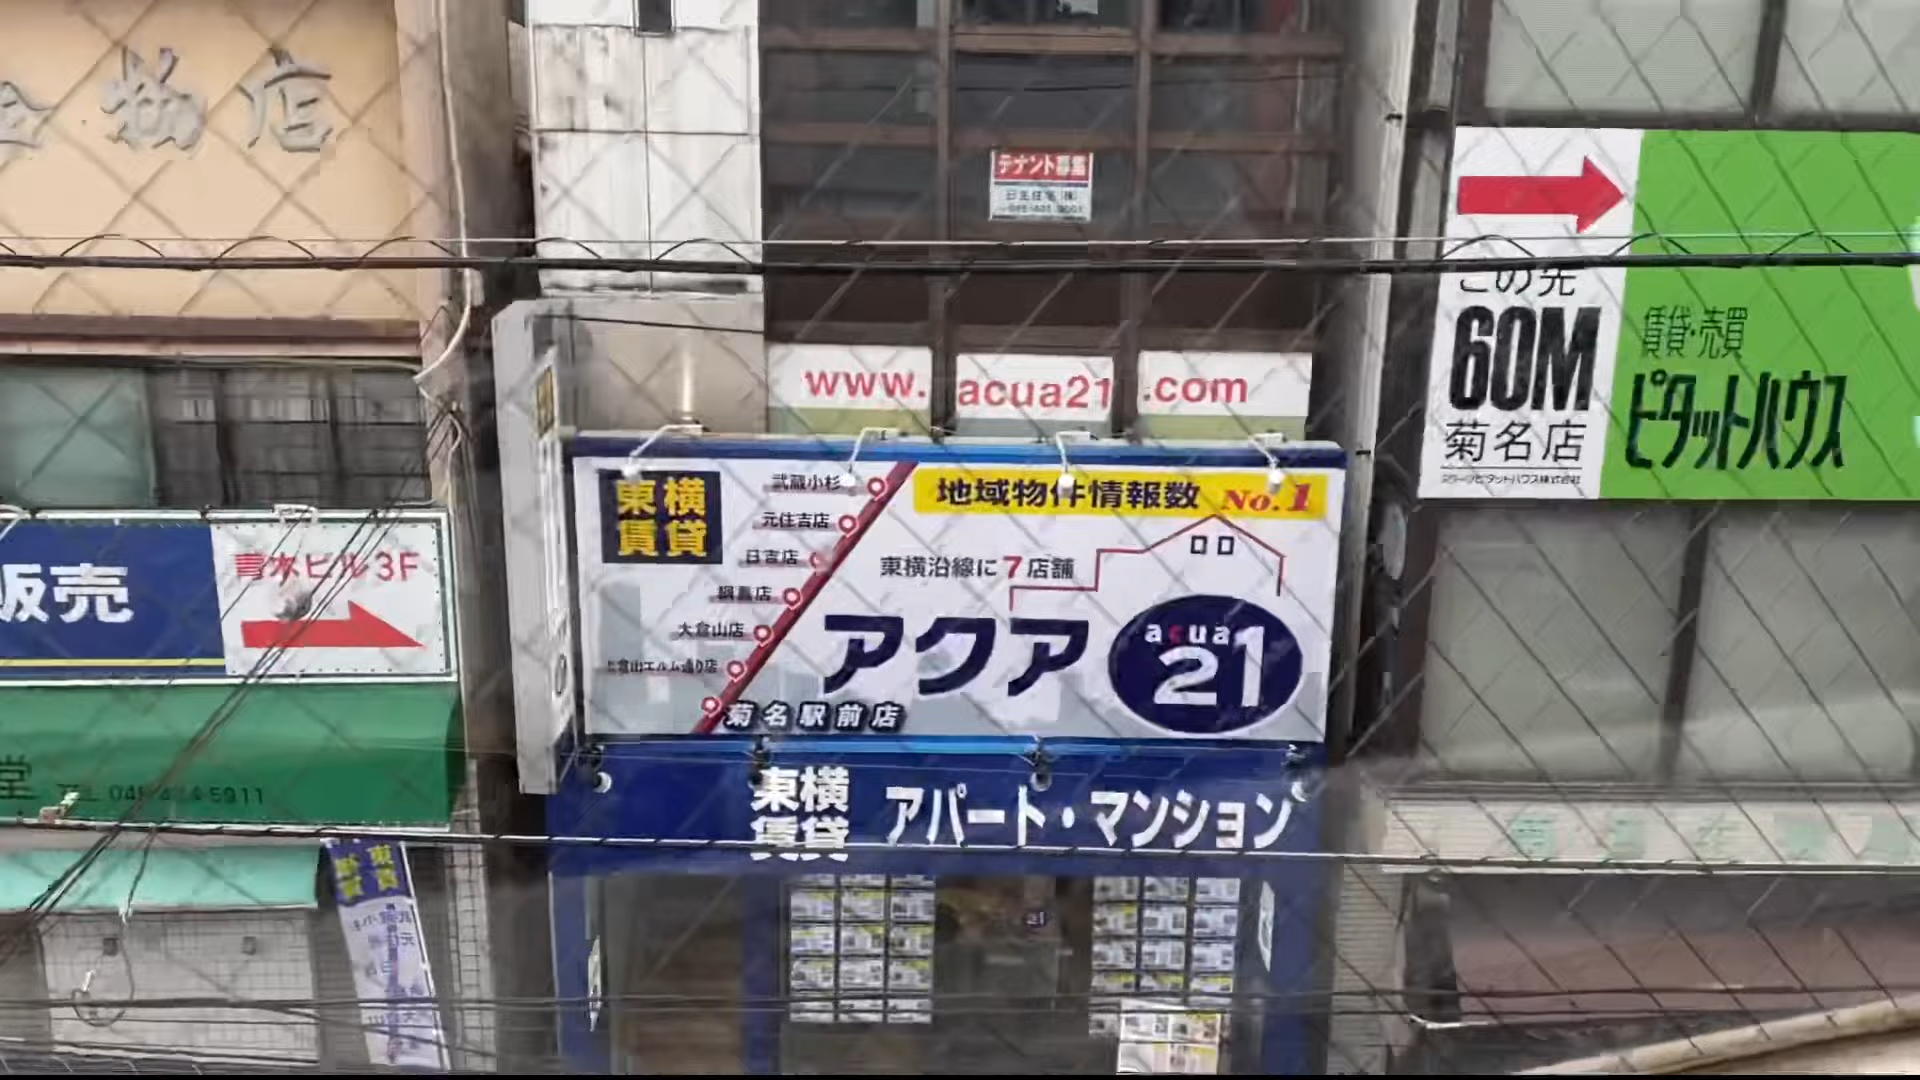 物店
テナント募集
この先
60M
菊名店
賃貸・売買
ピタットハウス
www.acua21.com
東横
賃貸
武蔵小杉
元住吉店
日吉店
綱島店
大倉山店
大倉山エルム通り店
菊名駅前店
地域物件情報数 No.1
東横沿線に7店舗
アクア
acua
21
販売
青木ビル3F
堂
東横
賃貸
アパート・マンション